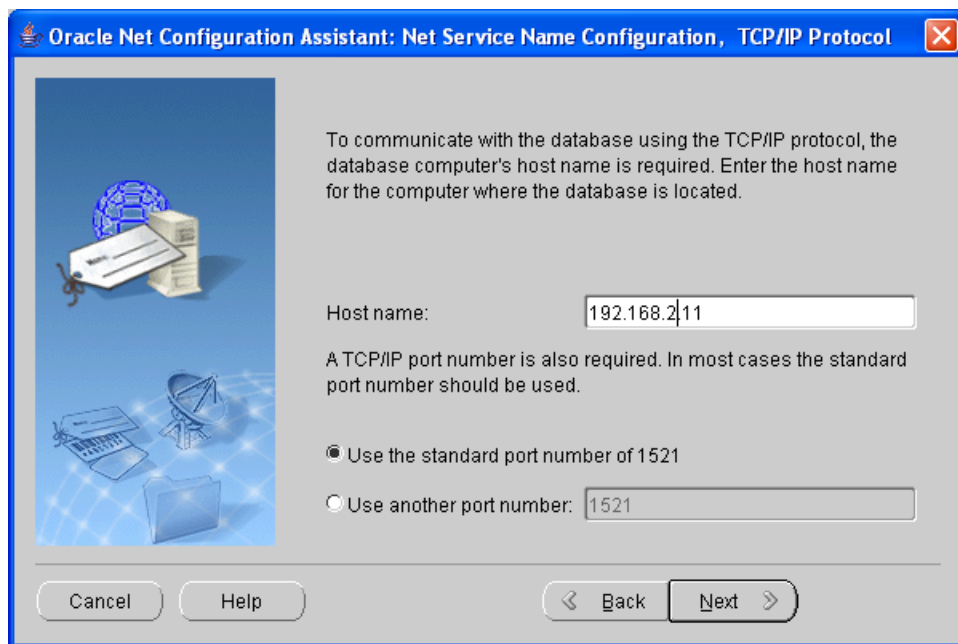 Oracle Net Configuration Assistant: Net Service Name Configuration, TCP/IP Protocol
To communicate with the database using the TCP/IP protocol, the
database computer's host name is required. Enter the host name
for the computer where the database is located.
Host name: 192.168.2.11
A TCP/IP port number is also required. In most cases the standard
port number should be used.
Use the standard port number of 1521
Use another port number: 1521
Cancel Help Back Next